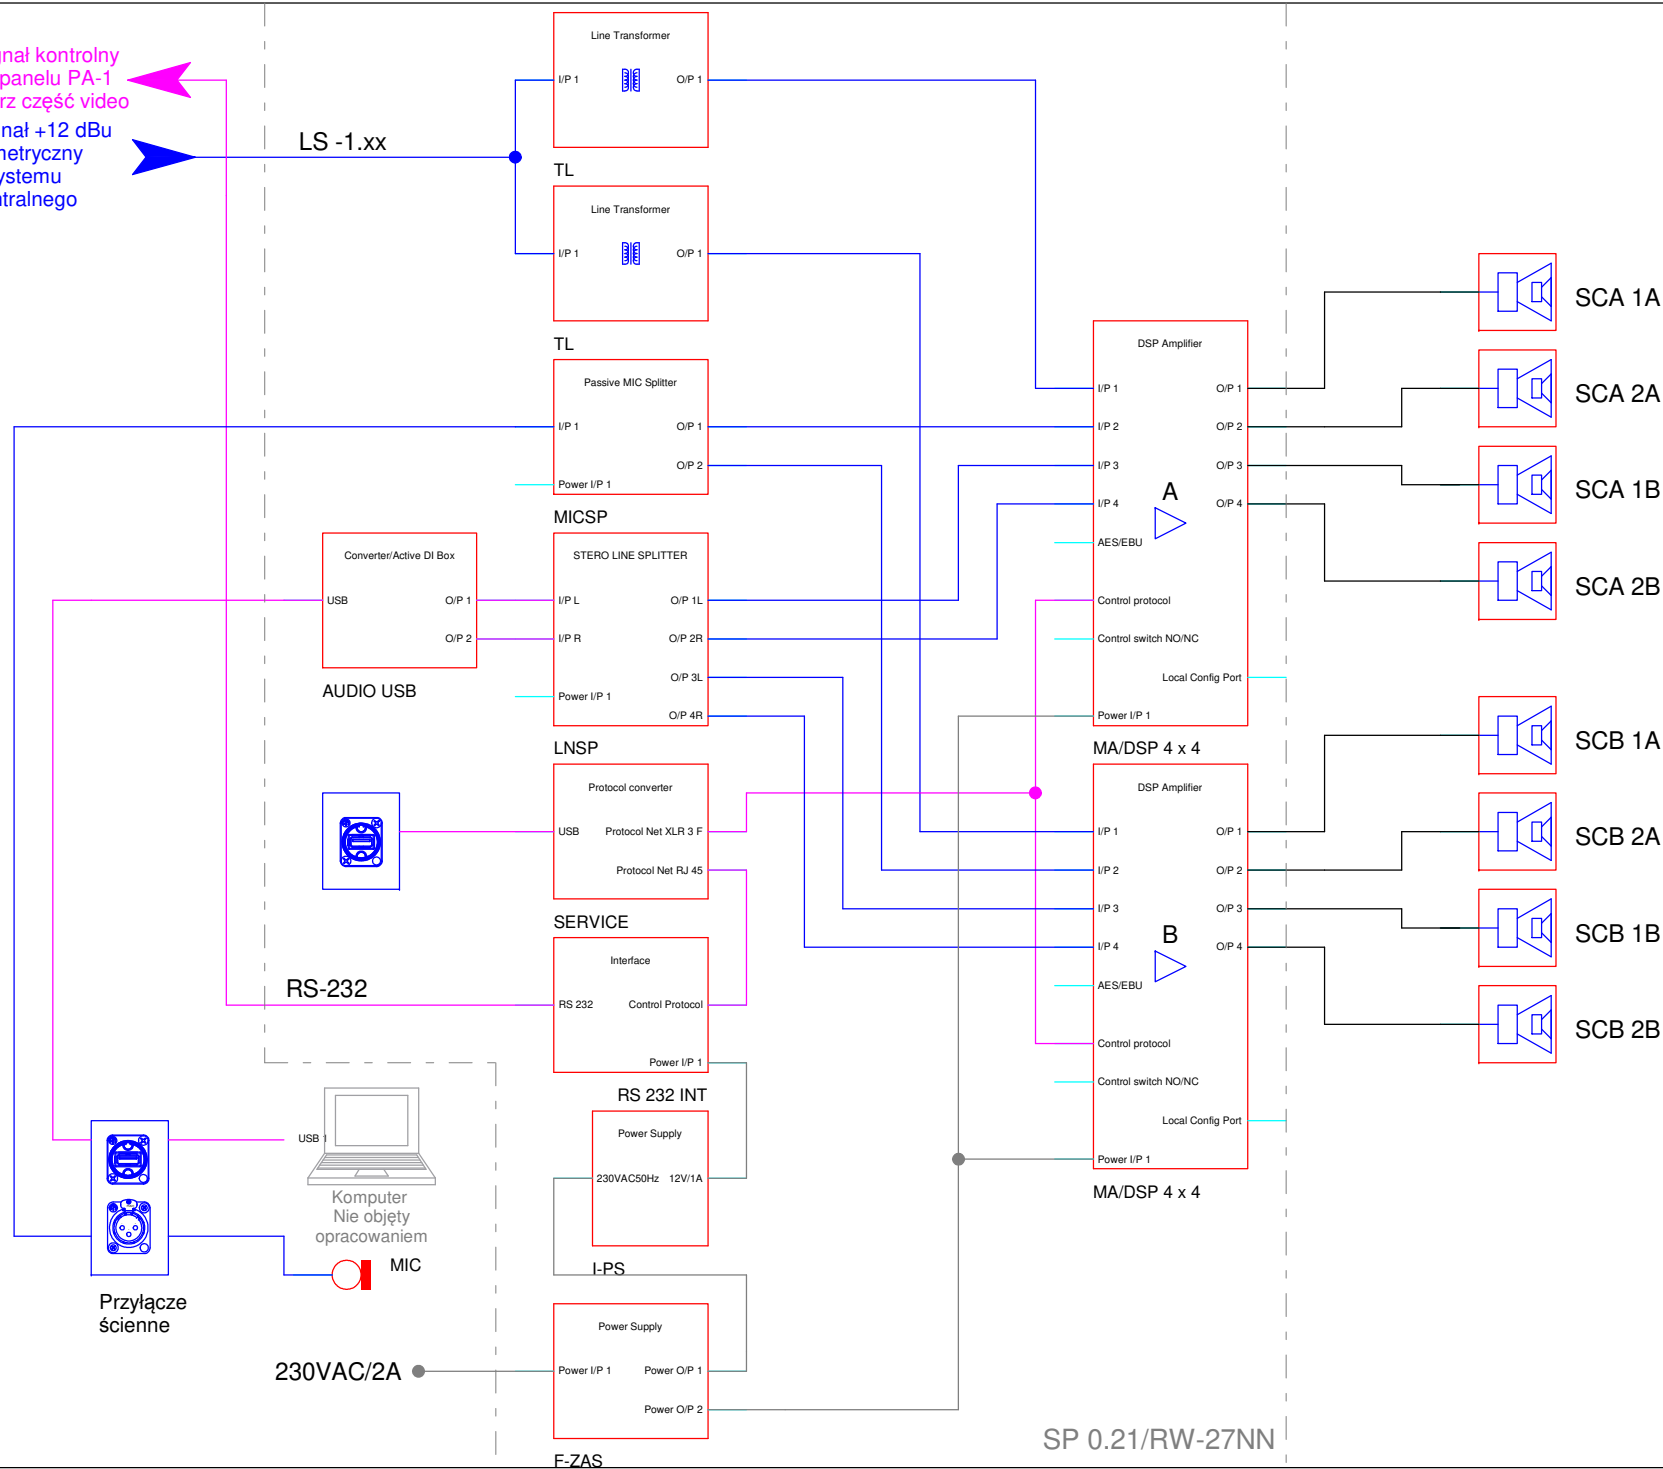 gnał kontrolny
panelu PA-1
rz część video
nał +12 dBu
netryczny
ystemu
ntralnego
LS -1.xx
Line Transformer
I/P 1
O/P 1
TL
Line Transformer
I/P 1
O/P 1
TL
Passive MIC Splitter
I/P 1
O/P 1
O/P 2
Power I/P 1
MICSP
Converter/Active DI Box
USB
O/P 1
O/P 2
AUDIO USB
STERO LINE SPLITTER
I/P L
O/P 1L
I/P R
O/P 2R
O/P 3L
Power I/P 1
O/P 4R
LNSP
Protocol converter
USB
Protocol Net XLR 3 F
Protocol Net RJ 45
SERVICE
Interface
RS-232
RS 232
Control Protocol
Power I/P 1
RS 232 INT
Power Supply
230VAC50Hz
12V/1A
I-PS
Power Supply
230VAC/2A
Power I/P 1
Power O/P 1
Power O/P 2
F-ZAS
USB 1
Komputer
Nie objęty
opracowaniem
MIC
Przyłącze
ścienne
DSP Amplifier
I/P 1
O/P 1
I/P 2
O/P 2
I/P 3
O/P 3
A
I/P 4
O/P 4
AES/EBU
Control protocol
Control switch NO/NC
Local Config Port
Power I/P 1
MA/DSP 4 x 4
DSP Amplifier
I/P 1
O/P 1
I/P 2
O/P 2
I/P 3
O/P 3
B
I/P 4
O/P 4
AES/EBU
Control protocol
Control switch NO/NC
Local Config Port
Power I/P 1
MA/DSP 4 x 4
SCA 1A
SCA 2A
SCA 1B
SCA 2B
SCB 1A
SCB 2A
SCB 1B
SCB 2B
SP 0.21/RW-27NN